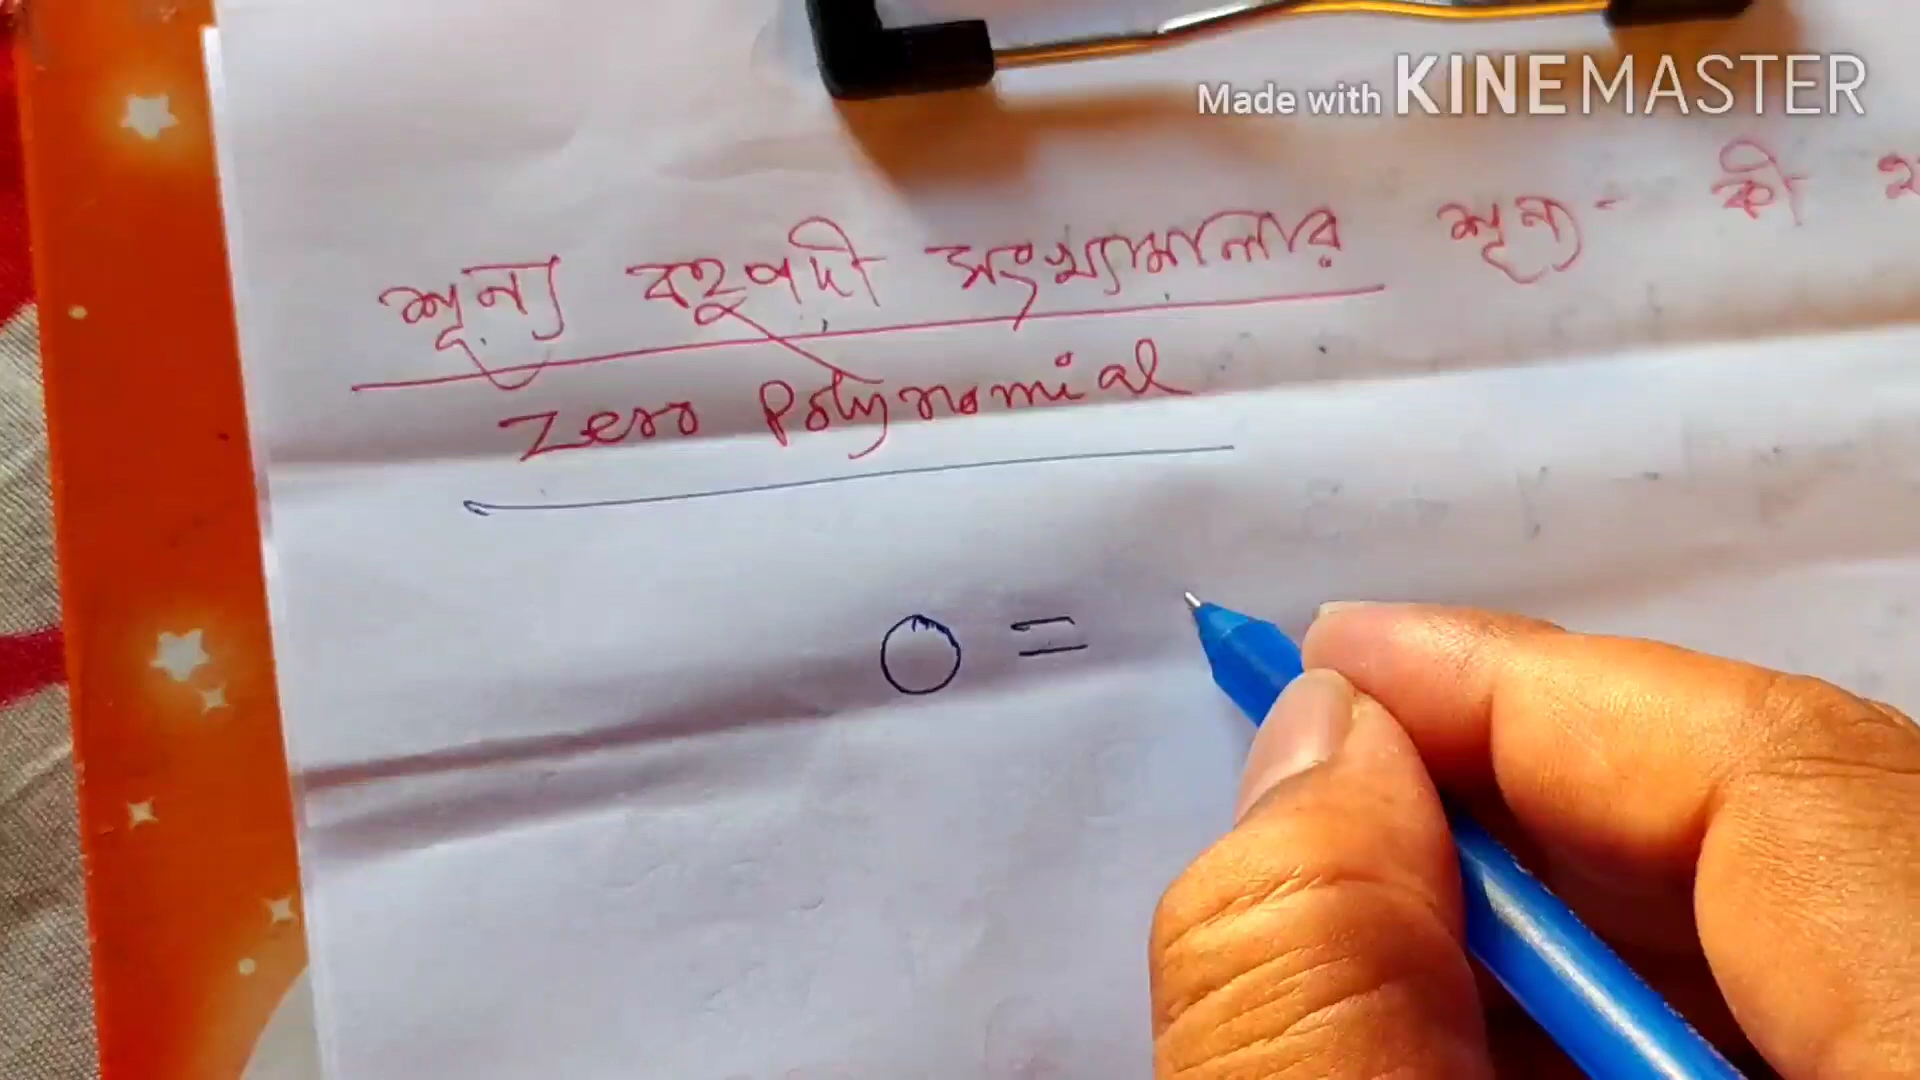 Made with KINEMASTER
শূন্য বহুপদী সংখ্যামালার শূন্য - কী
Zero Polynomial
0 =